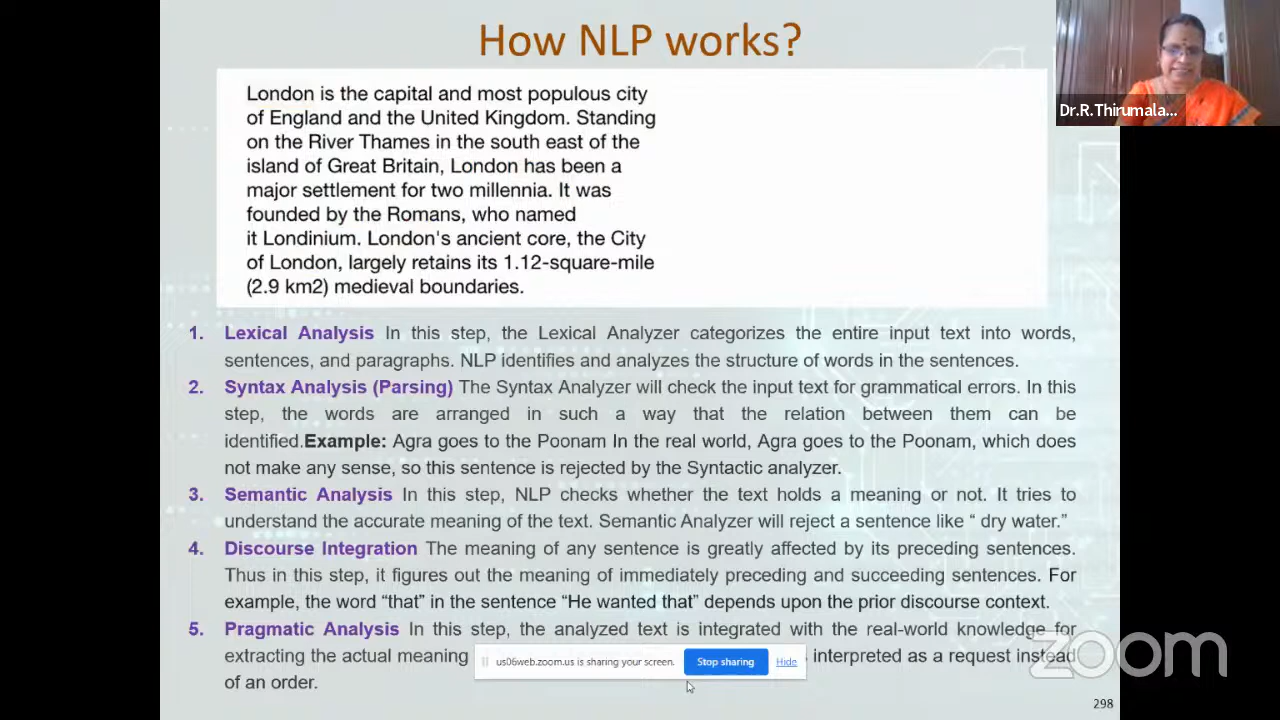 How NLP works?
Dr.R.Thirumala...
London is the capital and most populous city
of England and the United Kingdom. Standing
on the River Thames in the south east of the
island of Great Britain, London has been a
major settlement for two millennia. It was
founded by the Romans, who named
it Londinium. London's ancient core, the City
of London, largely retains its 1.12-square-mile
(2.9 km2) medieval boundaries.
1. Lexical Analysis In this step, the Lexical Analyzer categorizes the entire input text into words,
sentences, and paragraphs. NLP identifies and analyzes the structure of words in the sentences.
2. Syntax Analysis (Parsing) The Syntax Analyzer will check the input text for grammatical errors. In this
step, the words are arranged in such a way that the relation between them can be
identified.Example: Agra goes to the Poonam In the real world, Agra goes to the Poonam, which does
not make any sense, so this sentence is rejected by the Syntactic analyzer.
3. Semantic Analysis In this step, NLP checks whether the text holds a meaning or not. It tries to
understand the accurate meaning of the text. Semantic Analyzer will reject a sentence like “ dry water.”
4. Discourse Integration The meaning of any sentence is greatly affected by its preceding sentences.
Thus in this step, it figures out the meaning of immediately preceding and succeeding sentences. For
example, the word “that” in the sentence “He wanted that” depends upon the prior discourse context.
5. Pragmatic Analysis In this step, the analyzed text is integrated with the real-world knowledge for
extracting the actual meaning interpreted as a request instead
us06web.zoom.us is sharing your screen. Stop sharing Hide
of an order.
zoom
298